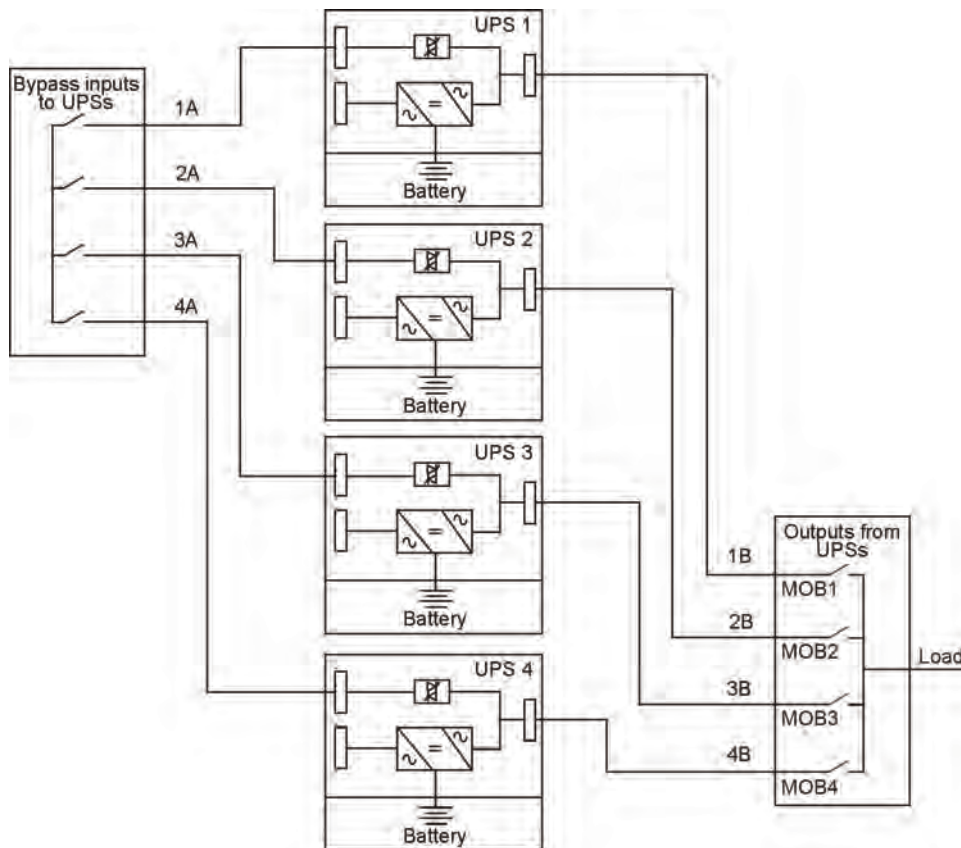 Bypass inputs
to UPSs
1A
2A
3A
4A
UPS 1
Battery
UPS 2
Battery
UPS 3
Battery
UPS 4
Battery
Outputs from
UPSs
1B
MOB1
2B
MOB2
3B
MOB3
4B
MOB4
Load